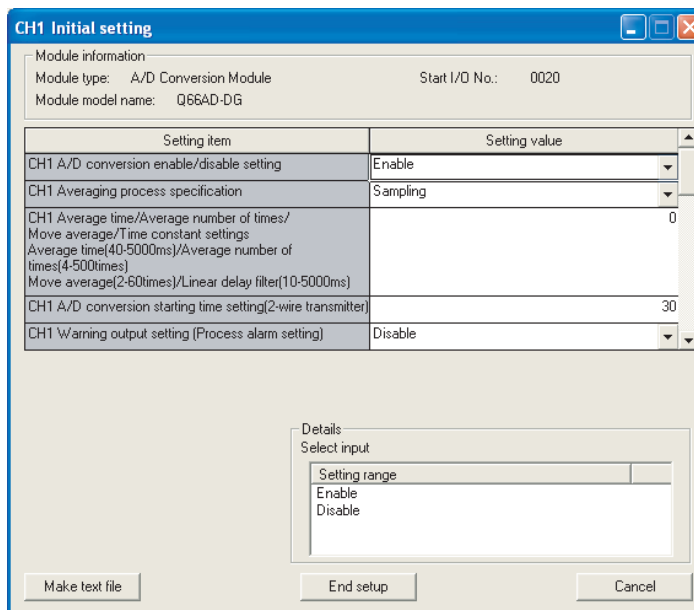 CH1 Initial setting
Module information
Module type: A/D Conversion Module Start I/O No.: 0020
Module model name: Q66AD-DG
Setting item Setting value
CH1 A/D conversion enable/disable setting Enable
CH1 Averaging process specification Sampling
CH1 Average time/Average number of times/ 0
Move average/Time constant settings
Average time(40-5000ms)/Average number of
times(4-500times)
Move average(2-60times)/Linear delay filter(10-5000ms)
CH1 A/D conversion starting time setting(2-wire transmitter) 30
CH1 Warning output setting (Process alarm setting) Disable
Details
Select input
Setting range
Enable
Disable
Make text file End setup Cancel